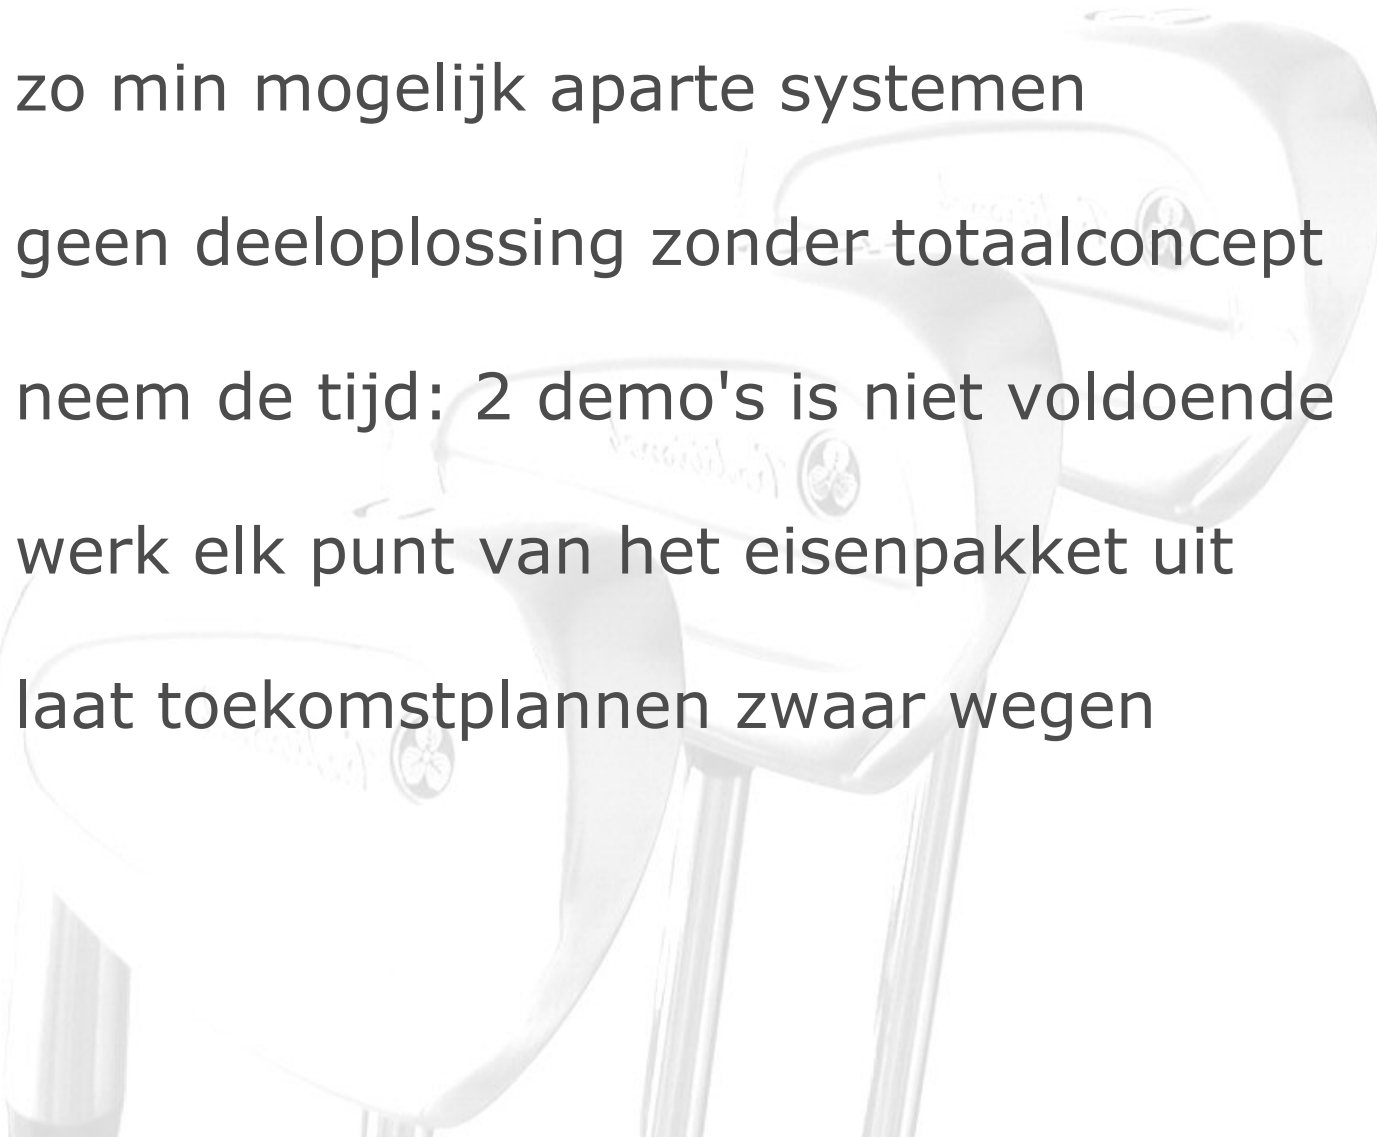 zo min mogelijk aparte systemen
geen deeloplossing zonder totaalconcept
neem de tijd: 2 demo's is niet voldoende
werk elk punt van het eisenpakket uit
laat toekomstplannen zwaar wegen